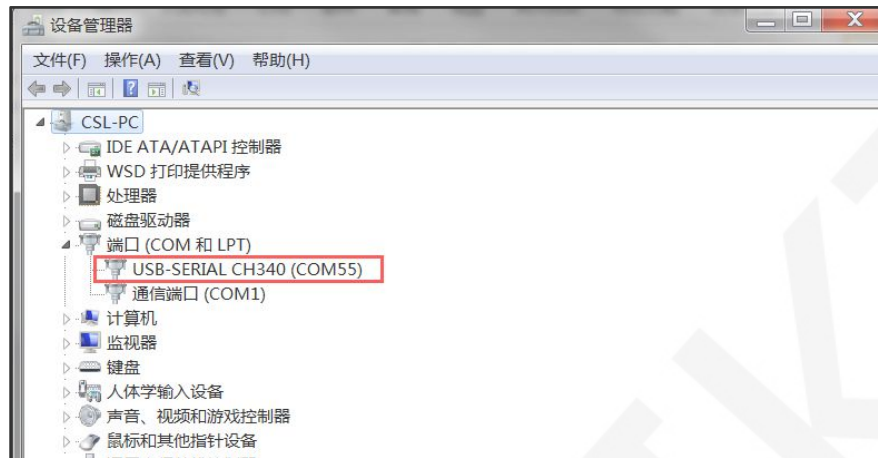 设备管理器
文件(F) 操作(A) 查看(V) 帮助(H)
CSL-PC
IDE ATA/ATAPI 控制器
WSD 打印提供程序
处理器
磁盘驱动器
端口 (COM 和 LPT)
USB-SERIAL CH340 (COM55)
通信端口 (COM1)
计算机
监视器
键盘
人体学输入设备
声音、视频和游戏控制器
鼠标和其他指针设备